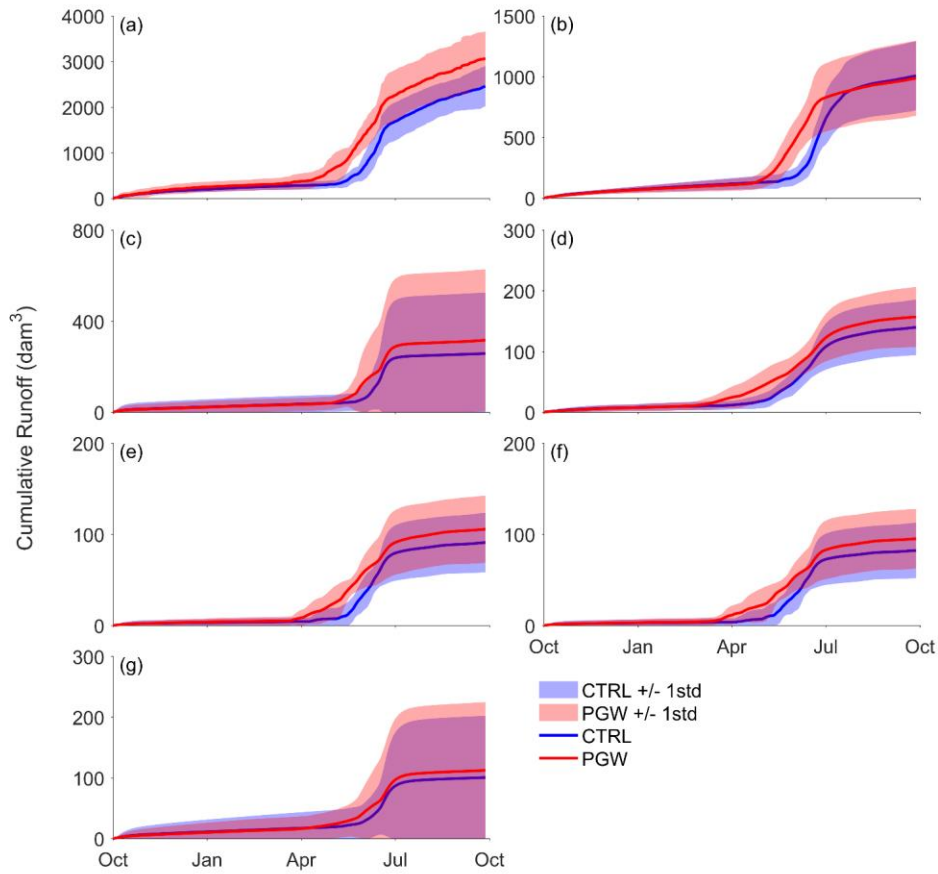 Cumulative Runoff (dam³)
(a)
4000
3000
2000
1000
0
(b)
1500
1000
500
0
(c)
800
400
0
(d)
300
200
100
0
(e)
200
100
0
(f)
200
100
0
Oct Jan Apr Jul Oct
(g)
300
200
100
0
Oct Jan Apr Jul Oct
CTRL +/- 1std
PGW +/- 1std
CTRL
PGW